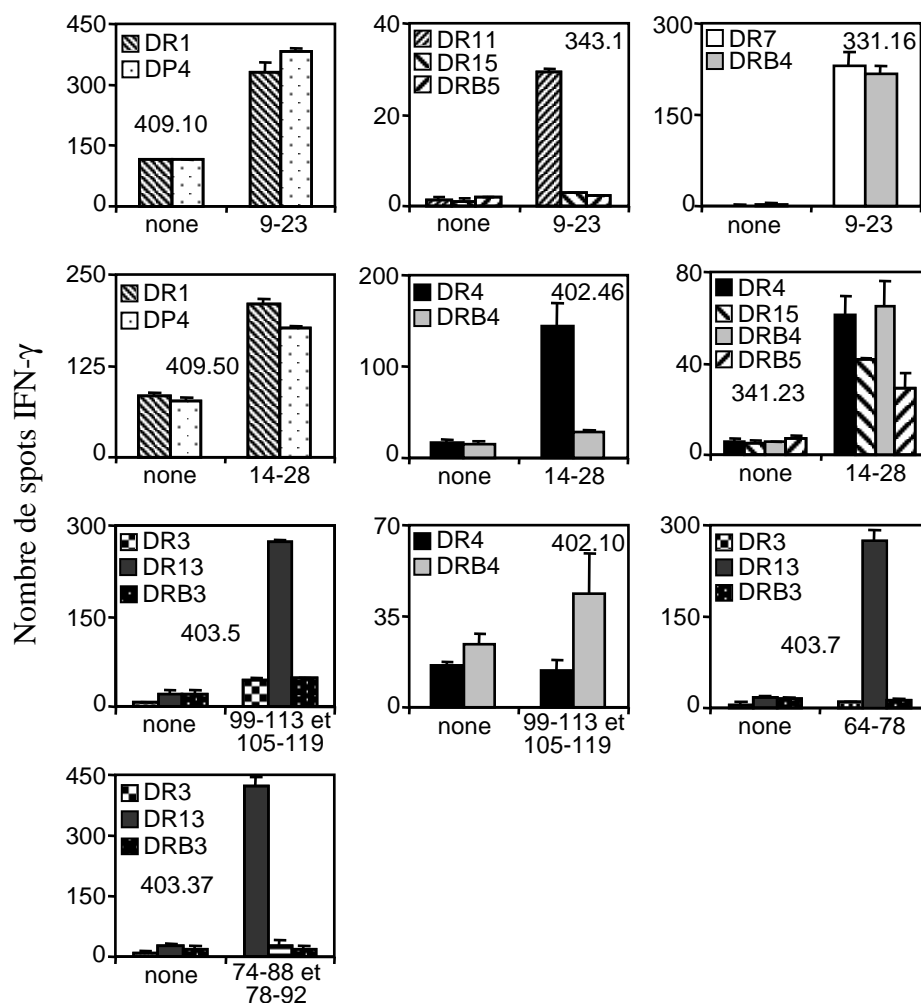 Nombre de spots IFN-γ
450
300
150
0
DR1
DP4
409.10
none
9-23
40
20
0
DR11
DR15
DRB5
343.1
none
9-23
300
150
0
DR7
DRB4
331.16
none
9-23
250
125
0
DR1
DP4
409.50
none
14-28
200
100
0
DR4
DRB4
402.46
none
14-28
80
40
0
DR4
DR15
DRB4
DRB5
341.23
none
14-28
300
150
0
DR3
DR13
DRB3
403.5
none
99-113 et
105-119
70
35
0
DR4
DRB4
402.10
none
99-113 et
105-119
300
150
0
DR3
DR13
DRB3
403.7
none
64-78
450
300
150
0
DR3
DR13
DRB3
403.37
none
74-88 et
78-92